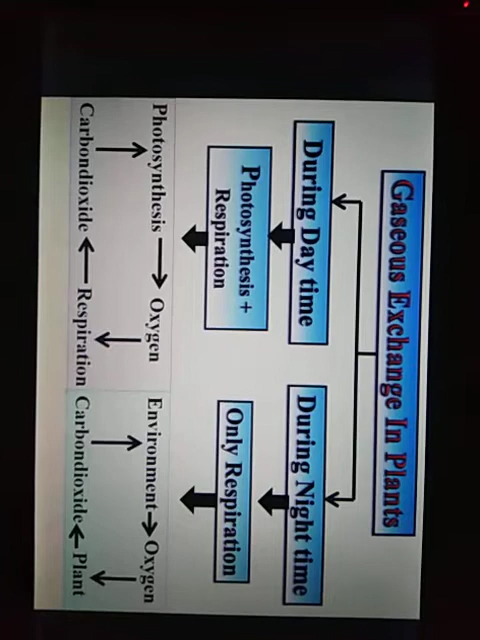 Gaseous Exchange In Plants
During Day time
During Night time
Photosynthesis +
Respiration
Only Respiration
Photosynthesis → Oxygen
Carbondioxide ← Respiration
Environment → Oxygen
Carbondioxide ← Plant